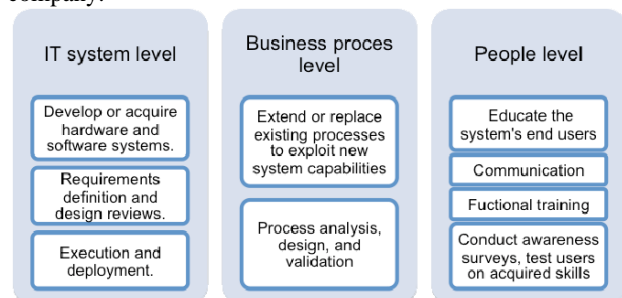 company.
IT system level
Develop or acquire
hardware and
software systems.
Requirements
definition and
design reviews.
Execution and
deployment.
Business proces
level
Extend or replace
existing processes
to exploit new
system capabilities
Process analysis,
design, and
validation
People level
Educate the
system's end users
Communication
Fuctional training
Conduct awareness
surveys, test users
on acquired skills